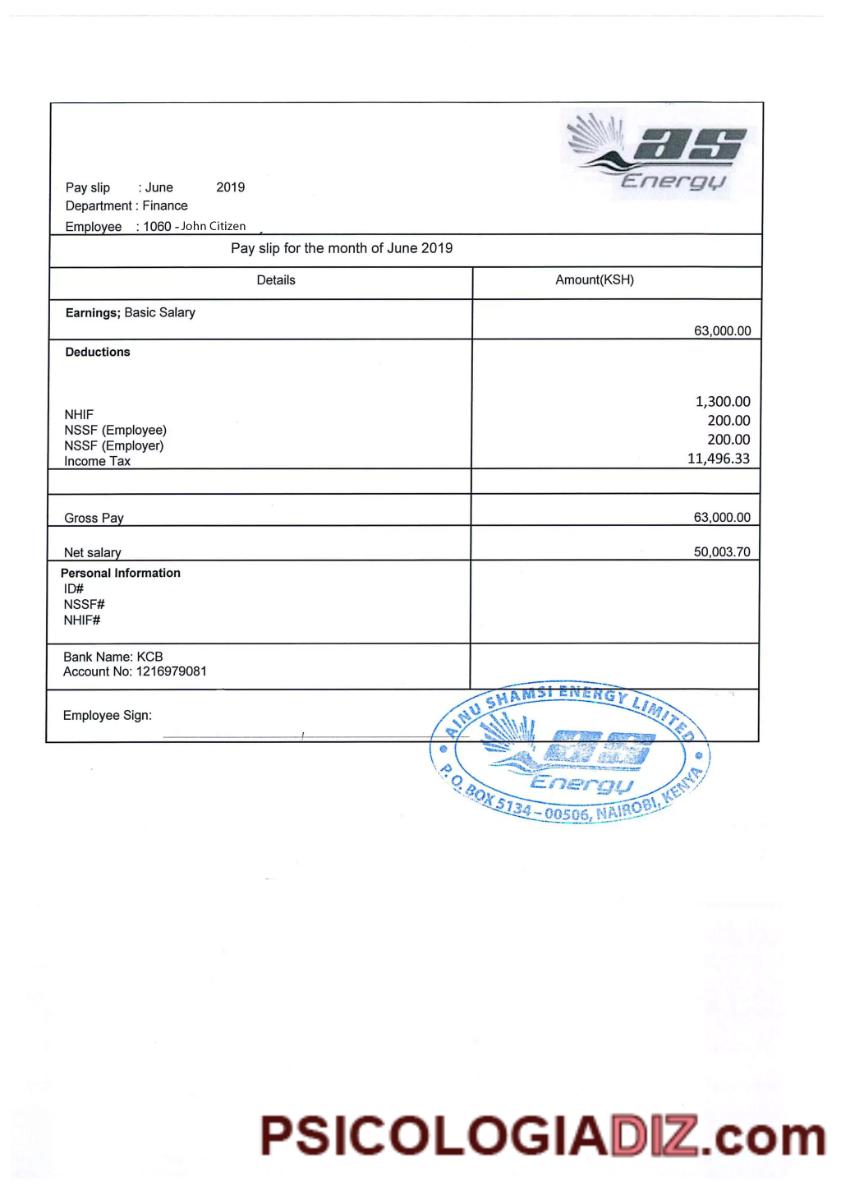 as
Energy
Pay slip : June 2019
Department : Finance
Employee : 1060 - John Citizen
Pay slip for the month of June 2019
Details Amount(KSH)
Earnings; Basic Salary
63,000.00
Deductions
NHIF 1,300.00
NSSF (Employee) 200.00
NSSF (Employer) 200.00
Income Tax 11,496.33
Gross Pay 63,000.00
Net salary 50,003.70
Personal Information
ID#
NSSF#
NHIF#
Bank Name: KCB
Account No: 1216979081
Employee Sign:
AINU SHAMSI ENERGY LIMITED
as
Energy
P.O. BOX 5134 – 00506, NAIROBI, KENYA
PSICOLOGIADIZ.com